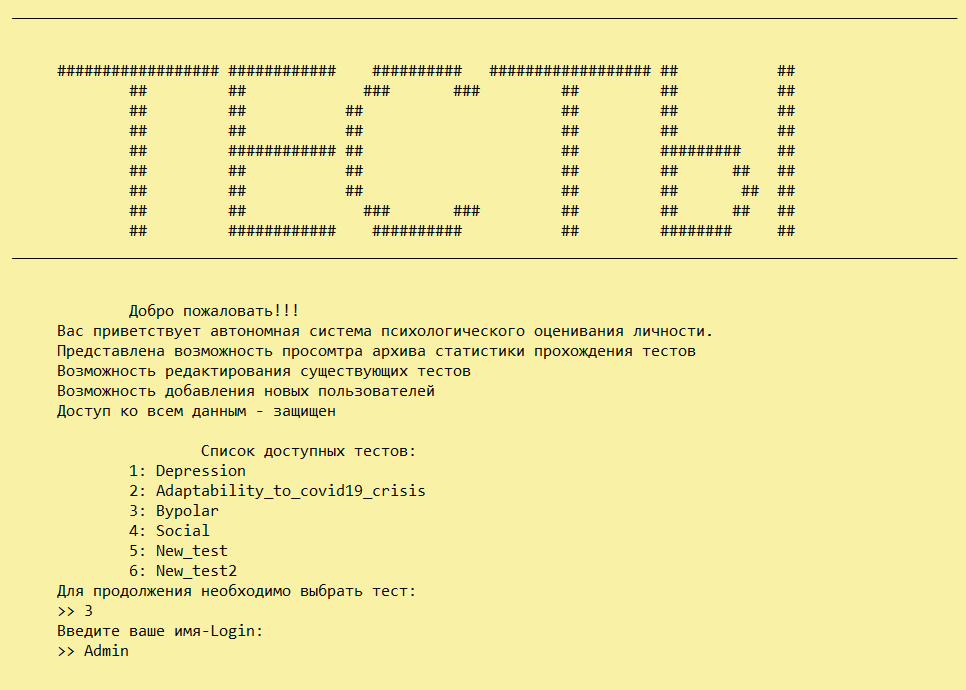 ТЕСТЫ
Добро пожаловать!!!
Вас приветствует автономная система психологического оценивания личности.
Представлена возможность просомтра архива статистики прохождения тестов
Возможность редактирования существующих тестов
Возможность добавления новых пользователей
Доступ ко всем данным - защищен
Список доступных тестов:
1: Depression
2: Adaptability_to_covid19_crisis
3: Bypolar
4: Social
5: New_test
6: New_test2
Для продолжения необходимо выбрать тест:
>> 3
Введите ваше имя-Login:
>> Admin